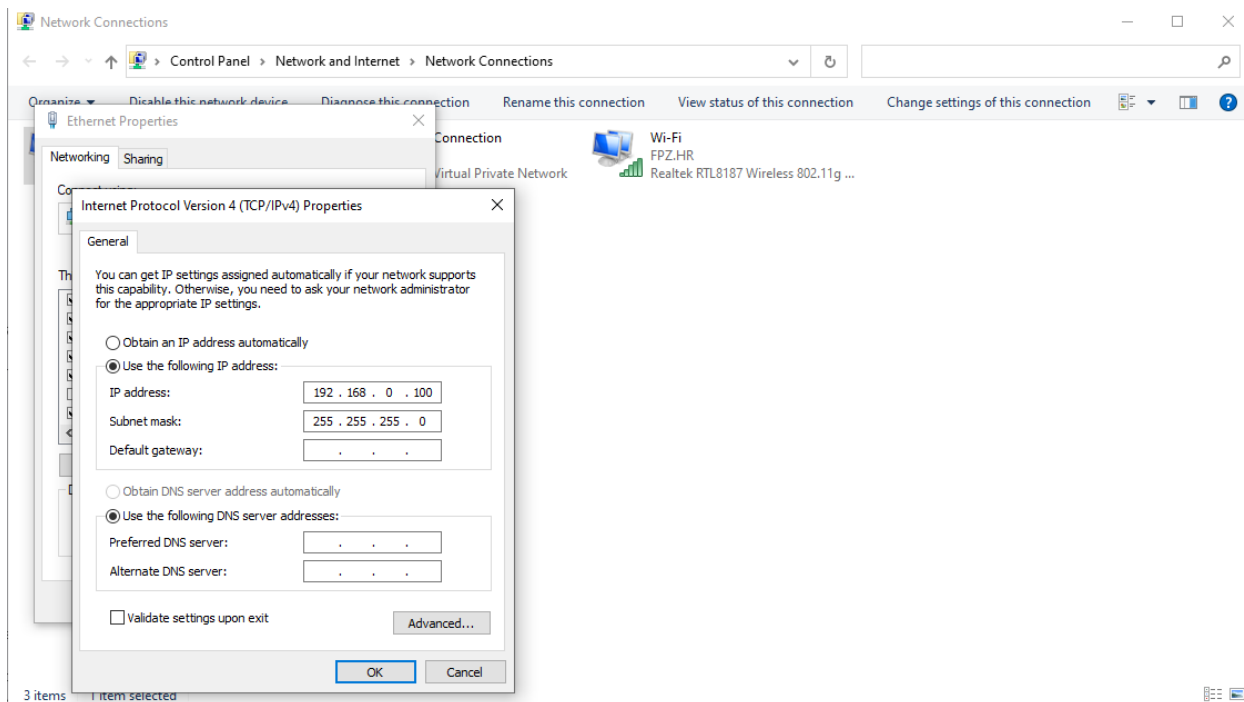 Network Connections
Control Panel > Network and Internet > Network Connections
Organize Disable this network device Diagnose this connection Rename this connection View status of this connection Change settings of this connection
Ethernet Properties
Networking Sharing
Connection
Virtual Private Network
Wi-Fi
FPZ.HR
Realtek RTL8187 Wireless 802.11g ...
Internet Protocol Version 4 (TCP/IPv4) Properties
General
You can get IP settings assigned automatically if your network supports
this capability. Otherwise, you need to ask your network administrator
for the appropriate IP settings.
Obtain an IP address automatically
Use the following IP address:
IP address: 192 . 168 . 0 . 100
Subnet mask: 255 . 255 . 255 . 0
Default gateway: . . .
Obtain DNS server address automatically
Use the following DNS server addresses:
Preferred DNS server: . . .
Alternate DNS server: . . .
Validate settings upon exit
Advanced...
OK Cancel
3 items 1 item selected